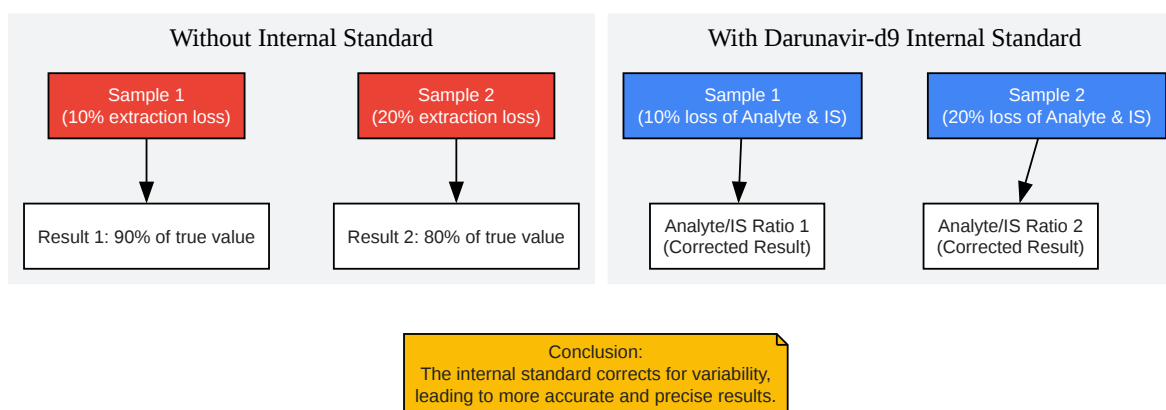 Without Internal Standard
Sample 1
(10% extraction loss)
Sample 2
(20% extraction loss)
Result 1: 90% of true value
Result 2: 80% of true value
With Darunavir-d9 Internal Standard
Sample 1
(10% loss of Analyte & IS)
Sample 2
(20% loss of Analyte & IS)
Analyte/IS Ratio 1
(Corrected Result)
Analyte/IS Ratio 2
(Corrected Result)
Conclusion:
The internal standard corrects for variability,
leading to more accurate and precise results.